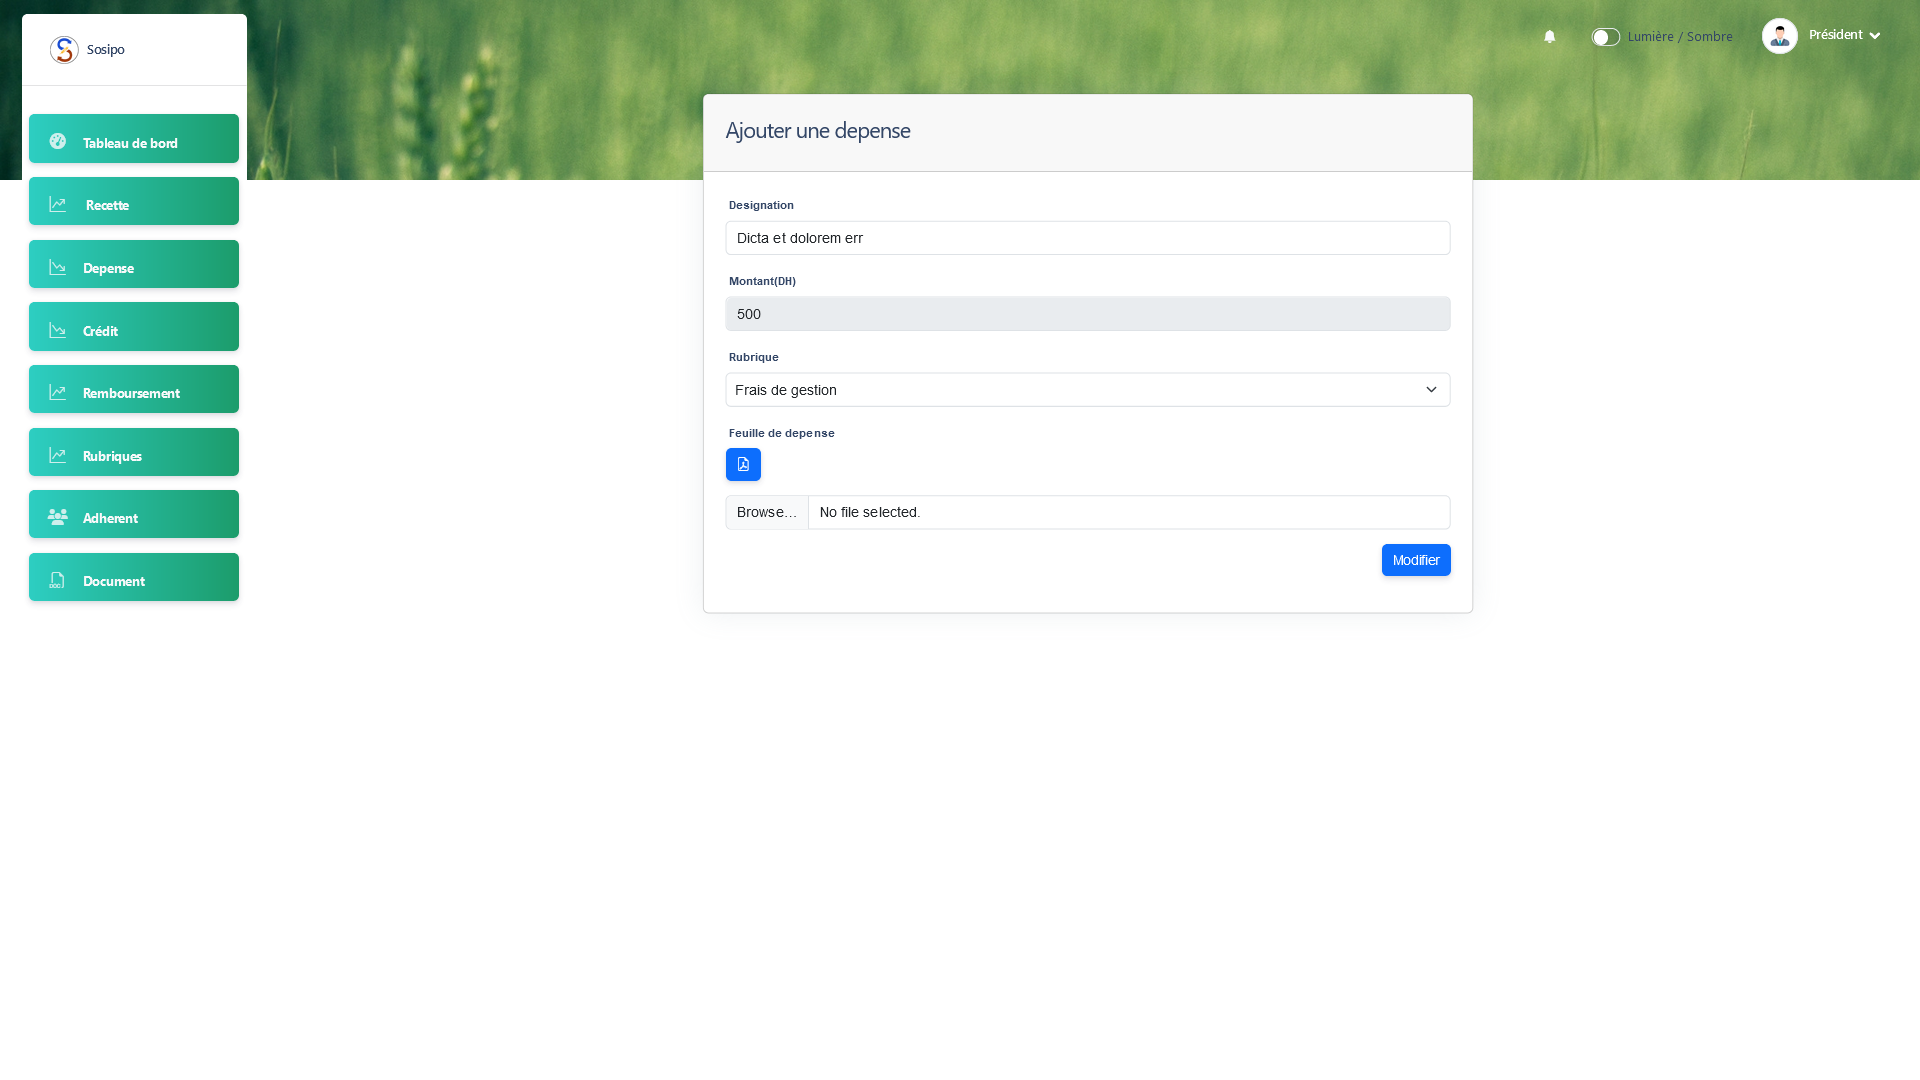 Sosipo
Lumière / Sombre
Président
Tableau de bord
Recette
Depense
Crédit
Remboursement
Rubriques
Adherent
Document
Ajouter une depense
Designation
Dicta et dolorem err
Montant(DH)
500
Rubrique
Frais de gestion
Feuille de depense
Browse… No file selected.
Modifier